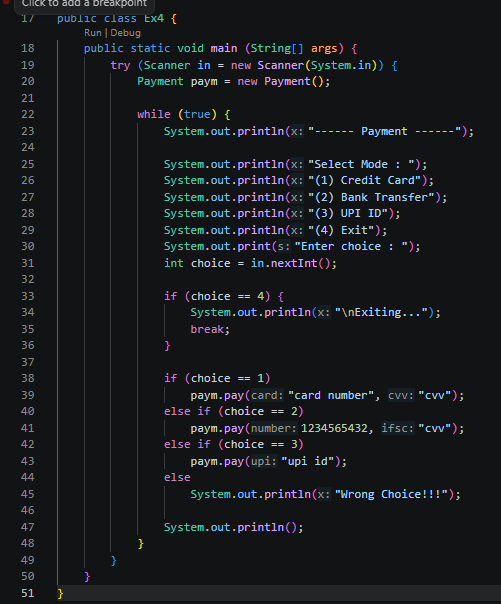 Click to add a breakpoint
17 public class Ex4 {
Run | Debug
18 public static void main (String[] args) {
19 try (Scanner in = new Scanner(System.in)) {
20 Payment paym = new Payment();
21
22 while (true) {
23 System.out.println(x: "------ Payment ------");
24
25 System.out.println(x: "Select Mode : ");
26 System.out.println(x: "(1) Credit Card");
27 System.out.println(x: "(2) Bank Transfer");
28 System.out.println(x: "(3) UPI ID");
29 System.out.println(x: "(4) Exit");
30 System.out.print(s: "Enter choice : ");
31 int choice = in.nextInt();
32
33 if (choice == 4) {
34 System.out.println(x: "\nExiting...");
35 break;
36 }
37
38 if (choice == 1)
39 paym.pay(card: "card number", cvv: "cvv");
40 else if (choice == 2)
41 paym.pay(number: 1234565432, ifsc: "cvv");
42 else if (choice == 3)
43 paym.pay(upi: "upi id");
44 else
45 System.out.println(x: "Wrong Choice!!!");
46
47 System.out.println();
48 }
49 }
50 }
51 }